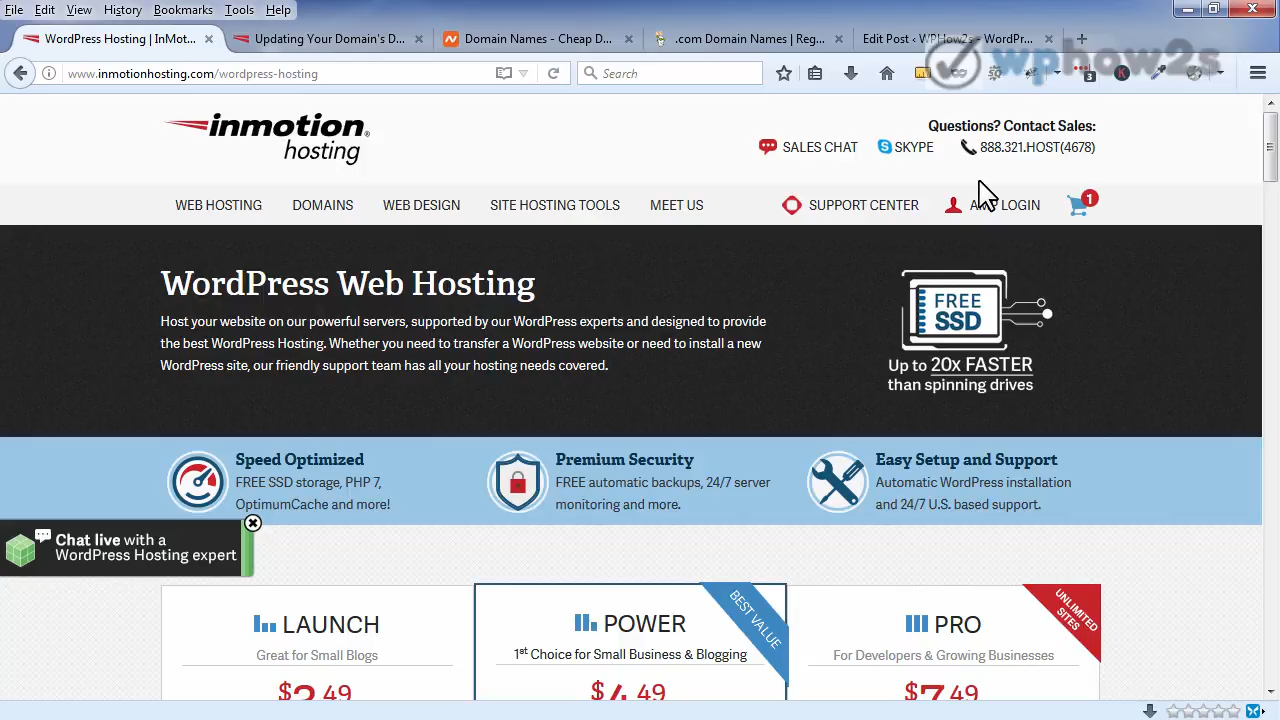 File Edit View History Bookmarks Tools Help
WordPress Hosting | InMot...
Updating Your Domain's D...
Domain Names - Cheap D...
.com Domain Names | Reg...
Edit Post ‹ WPHow2s - WordPr...
wphow2s
www.inmotionhosting.com/wordpress-hosting
Search
3
inmotion
hosting
Questions? Contact Sales:
SALES CHAT SKYPE 888.321.HOST(4678)
WEB HOSTING DOMAINS WEB DESIGN SITE HOSTING TOOLS MEET US SUPPORT CENTER LOGIN 1
WordPress Web Hosting
Host your website on our powerful servers, supported by our WordPress experts and designed to provide
the best WordPress Hosting. Whether you need to transfer a WordPress website or need to install a new
WordPress site, our friendly support team has all your hosting needs covered.
FREE
SSD
Up to 20x FASTER
than spinning drives
Speed Optimized
FREE SSD storage, PHP 7,
OptimumCache and more!
Premium Security
FREE automatic backups, 24/7 server
monitoring and more.
Easy Setup and Support
Automatic WordPress installation
and 24/7 U.S. based support.
Chat live with a
WordPress Hosting expert
LAUNCH
Great for Small Blogs
POWER
1st Choice for Small Business & Blogging
BEST VALUE
$4.49
PRO
For Developers & Growing Businesses
UNLIMITED
SITES
$7.49